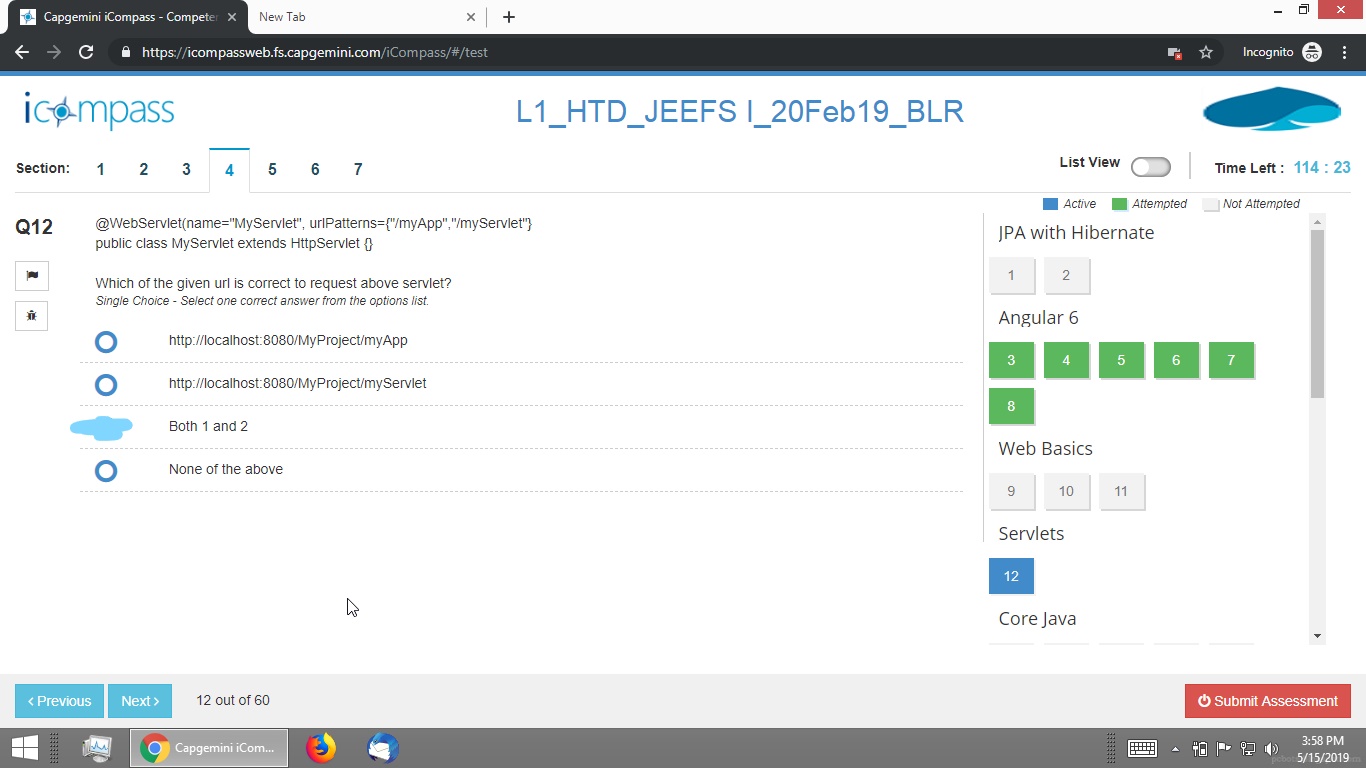 Capgemini iCompass - Competer
New Tab
https://icompassweb.fs.capgemini.com/iCompass/#/test
Incognito
icompass
L1_HTD_JEEFS I_20Feb19_BLR
Section: 1 2 3 4 5 6 7
List View
Time Left : 114 : 23
Active Attempted Not Attempted
Q12
@WebServlet(name="MyServlet", urlPatterns={"/myApp","/myServlet"}
public class MyServlet extends HttpServlet {}
Which of the given url is correct to request above servlet?
Single Choice - Select one correct answer from the options list.
http://localhost:8080/MyProject/myApp
http://localhost:8080/MyProject/myServlet
Both 1 and 2
None of the above
JPA with Hibernate
1 2
Angular 6
3 4 5 6 7
8
Web Basics
9 10 11
Servlets
12
Core Java
Previous Next 12 out of 60
Submit Assessment
Capgemini iCom...
3:58 PM
5/15/2019